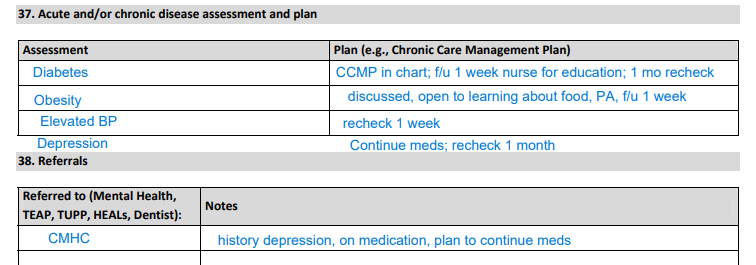 37. Acute and/or chronic disease assessment and plan
Assessment Plan (e.g., Chronic Care Management Plan)
Diabetes CCMP in chart; f/u 1 week nurse for education; 1 mo recheck
Obesity discussed, open to learning about food, PA, f/u 1 week
Elevated BP recheck 1 week
Depression Continue meds; recheck 1 month
38. Referrals
Referred to (Mental Health,
TEAP, TUPP, HEALs, Dentist): Notes
CMHC history depression, on medication, plan to continue meds